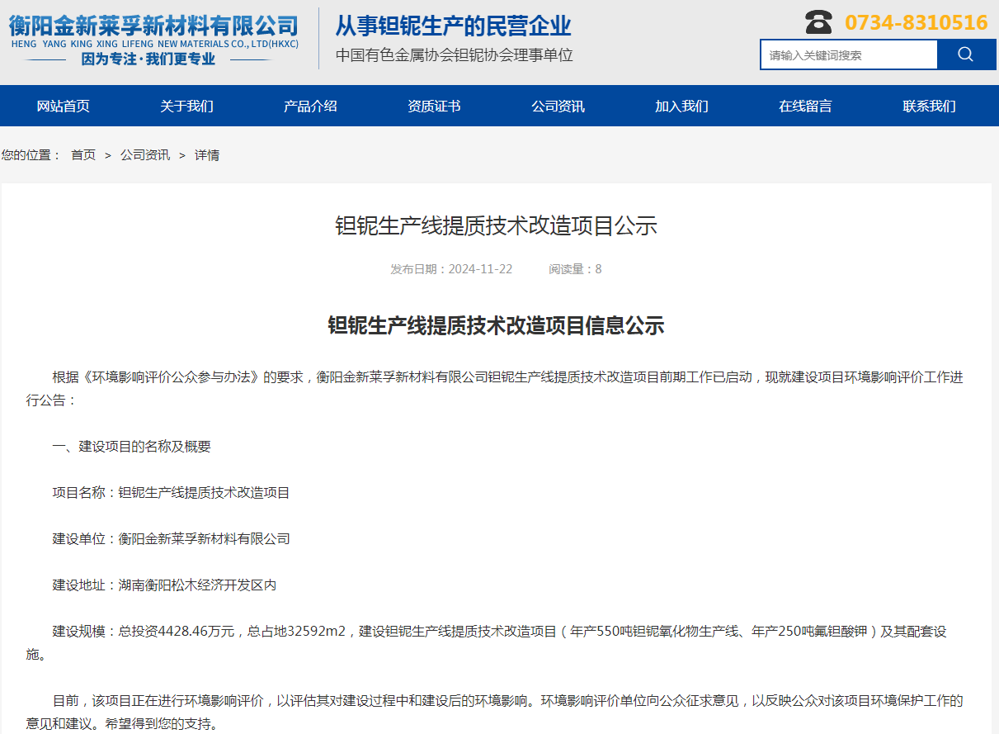 衡阳金新莱孚新材料有限公司
HENG YANG KING XING LIFENG NEW MATERIALS CO., LTD(HKXC)
因为专注·我们更专业
从事钽铌生产的民营企业
中国有色金属协会钽铌协会理事单位
0734-8310516
请输入关键词搜索
网站首页 关于我们 产品介绍 资质证书 公司资讯 加入我们 在线留言 联系我们
您的位置： 首页 > 公司资讯 > 详情
钽铌生产线提质技术改造项目公示
发布日期：2024-11-22 阅读量：8
钽铌生产线提质技术改造项目信息公示
根据《环境影响评价公众参与办法》的要求，衡阳金新莱孚新材料有限公司钽铌生产线提质技术改造项目前期工作已启动，现就建设项目环境影响评价工作进
行公告：
一、建设项目的名称及概要
项目名称：钽铌生产线提质技术改造项目
建设单位：衡阳金新莱孚新材料有限公司
建设地址：湖南衡阳松木经济开发区内
建设规模：总投资4428.46万元，总占地32592m2，建设钽铌生产线提质技术改造项目（年产550吨钽铌氧化物生产线、年产250吨氟钽酸钾）及其配套设
施。
目前，该项目正在进行环境影响评价，以评估其对建设过程中和建设后的环境影响。环境影响评价单位向公众征求意见，以反映公众对该项目环境保护工作的
意见和建议。希望得到您的支持。